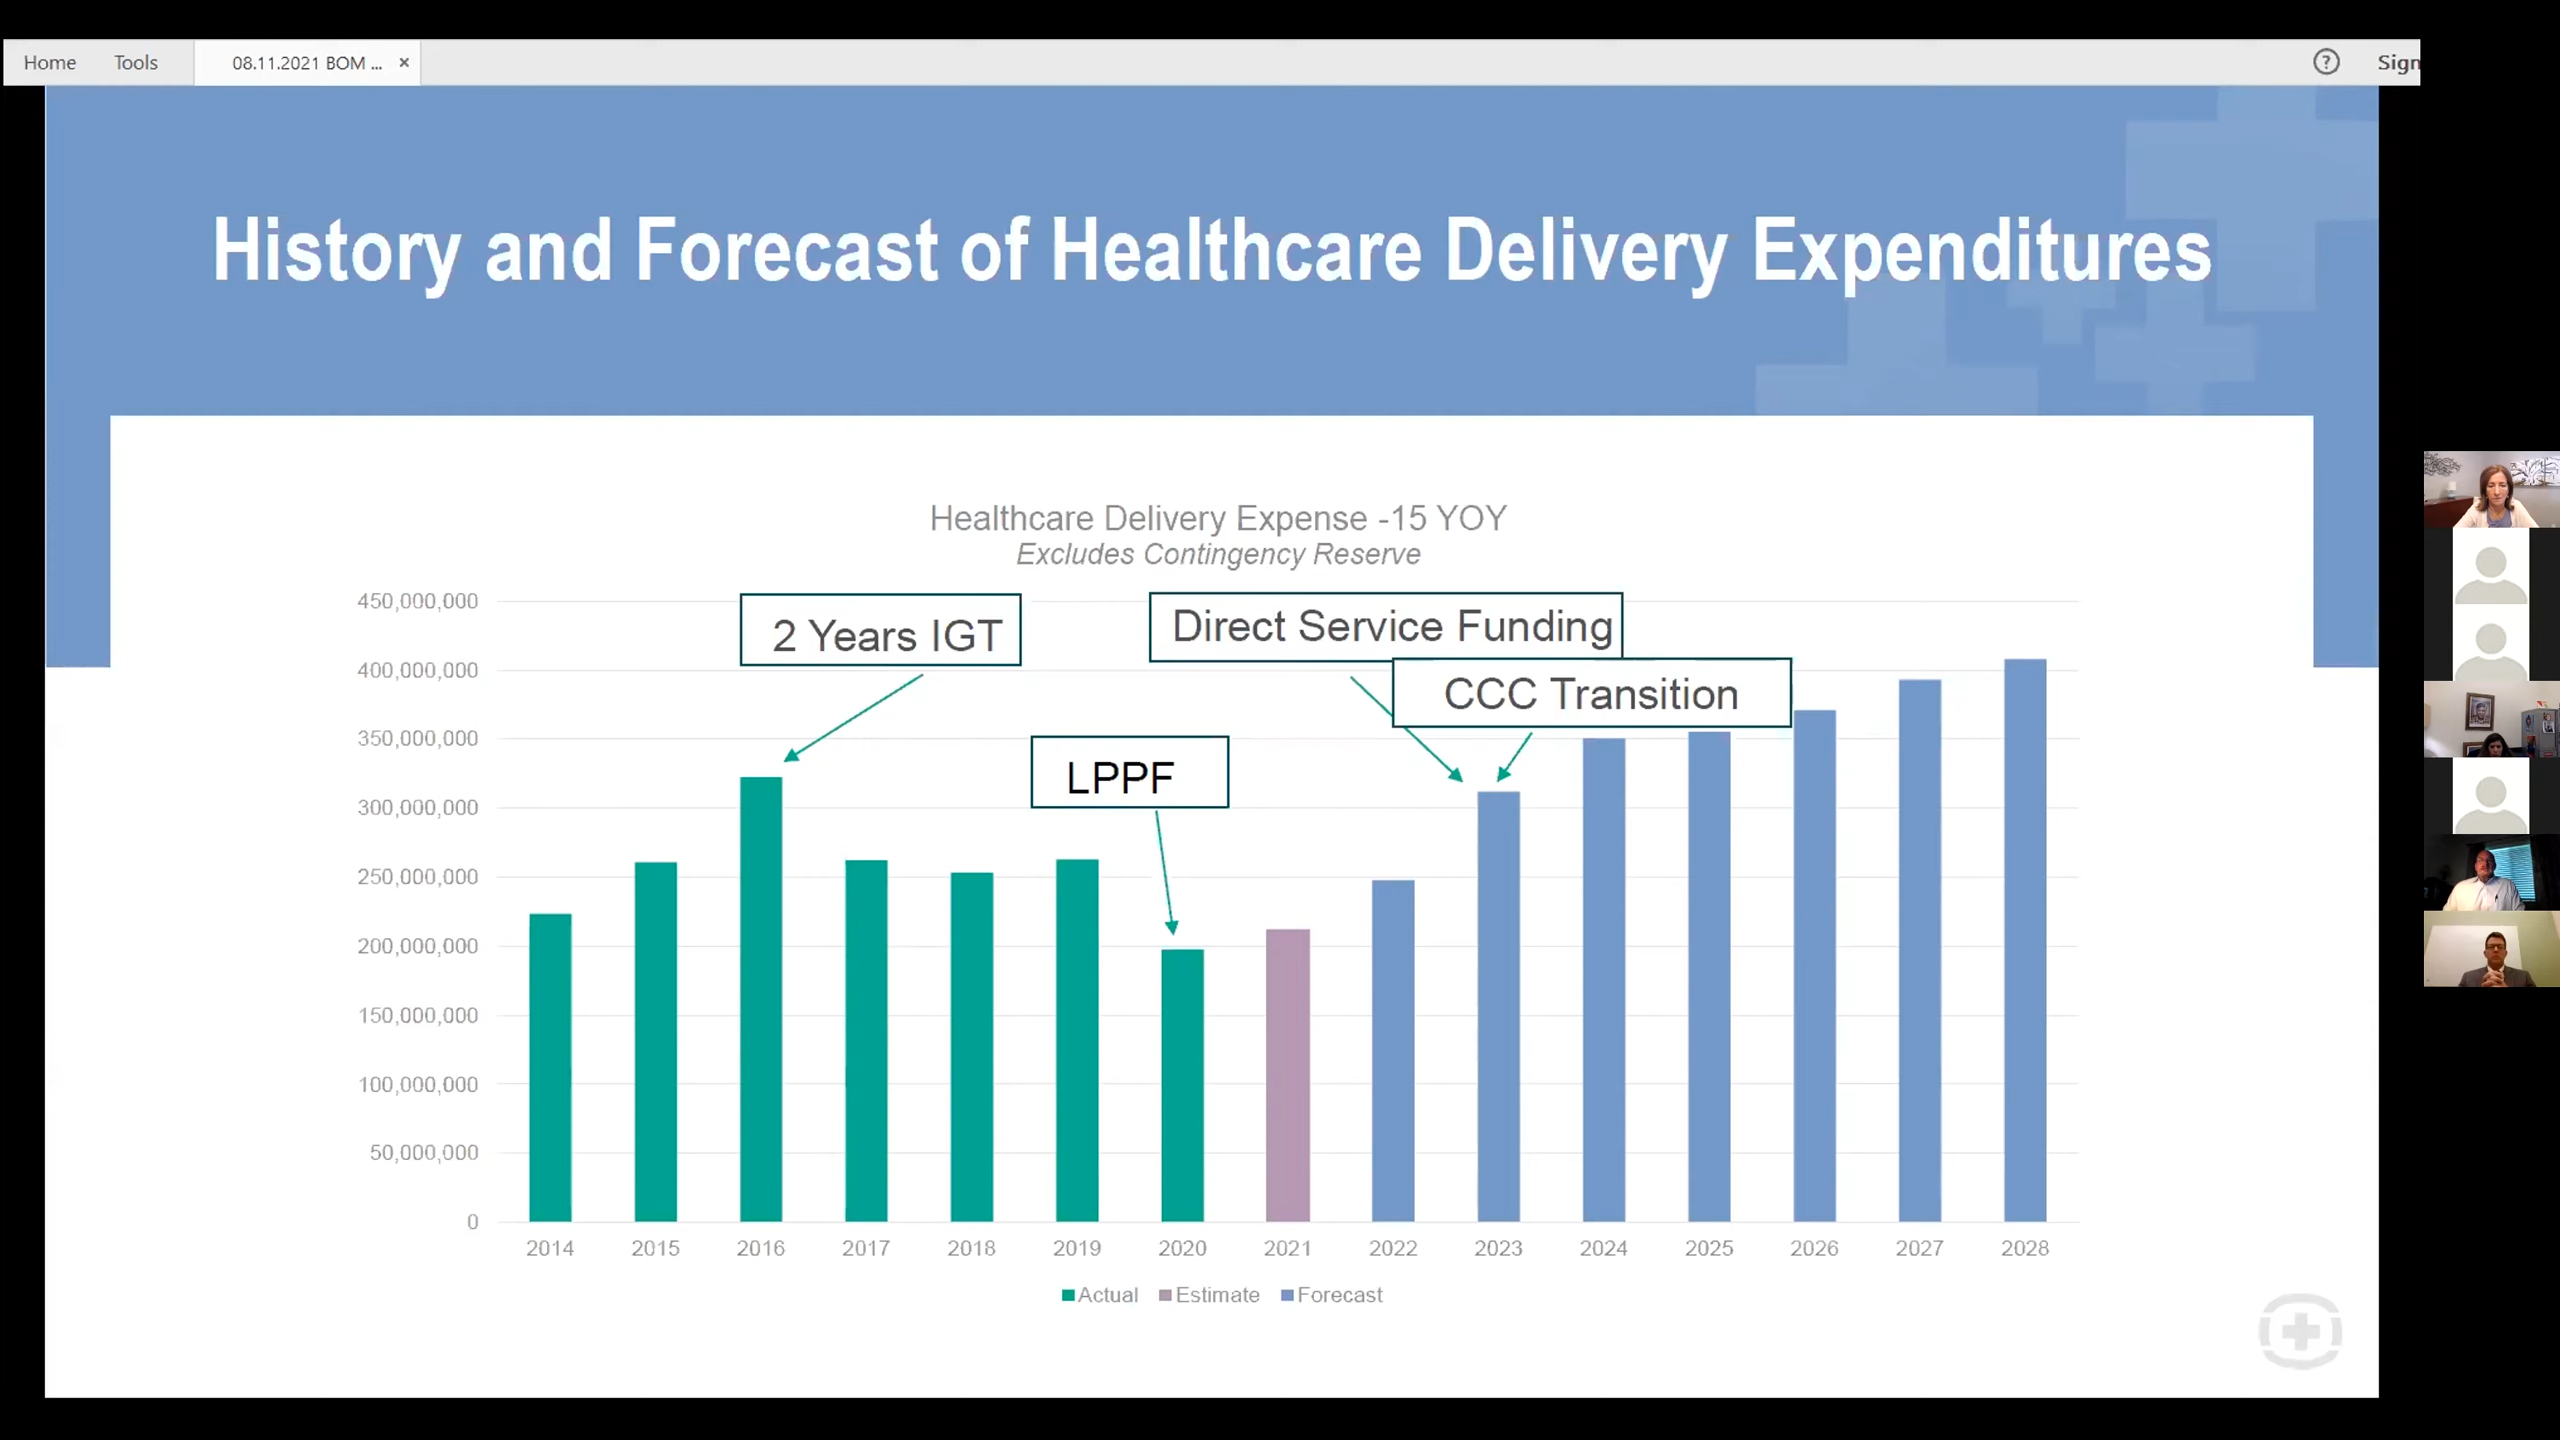 Home Tools 08.11.2021 BOM ... × ? Sign
History and Forecast of Healthcare Delivery Expenditures
Healthcare Delivery Expense -15 YOY
Excludes Contingency Reserve
450,000,000
400,000,000
350,000,000
300,000,000
250,000,000
200,000,000
150,000,000
100,000,000
50,000,000
0
2 Years IGT
Direct Service Funding
CCC Transition
LPPF
2014 2015 2016 2017 2018 2019 2020 2021 2022 2023 2024 2025 2026 2027 2028
Actual Estimate Forecast